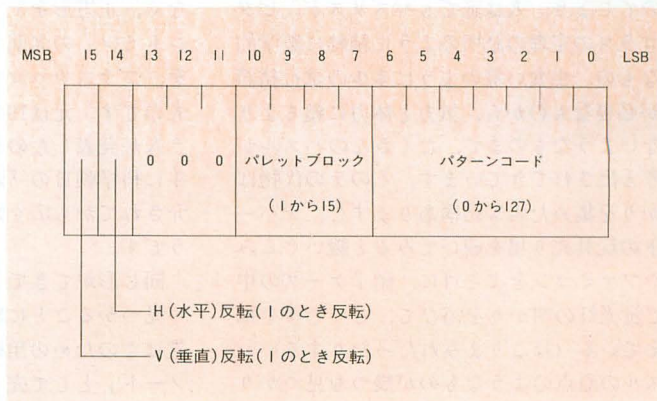 MSB 15 14 13 12 11 10 9 8 7 6 5 4 3 2 1 0 LSB
0 0 0 パレットブロック パターンコード
(1から15) (0から127)
H(水平)反転(1のとき反転)
V(垂直)反転(1のとき反転)